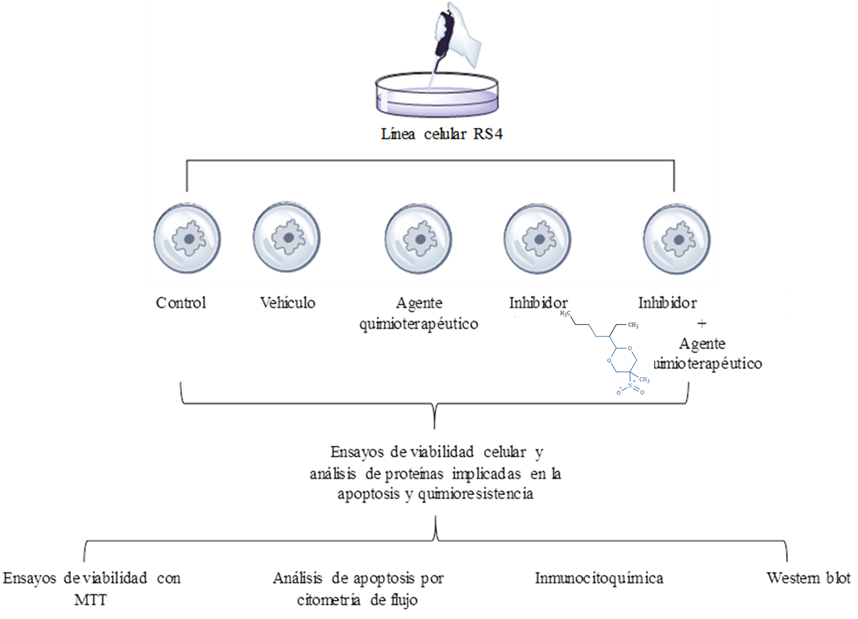 Línea celular RS4
Control
Vehículo
Agente
quimioterapéutico
Inhibidor
Inhibidor
+
Agente
uimioterapéutico
H₃C
CH₃
O
O
CH₃
N⁺
O⁻
O
Ensayos de viabilidad celular y
análisis de proteínas implicadas en la
apoptosis y quimioresistencia
Ensayos de viabilidad con
MTT
Análisis de apoptosis por
citometría de flujo
Inmunocitoquímica
Western blot